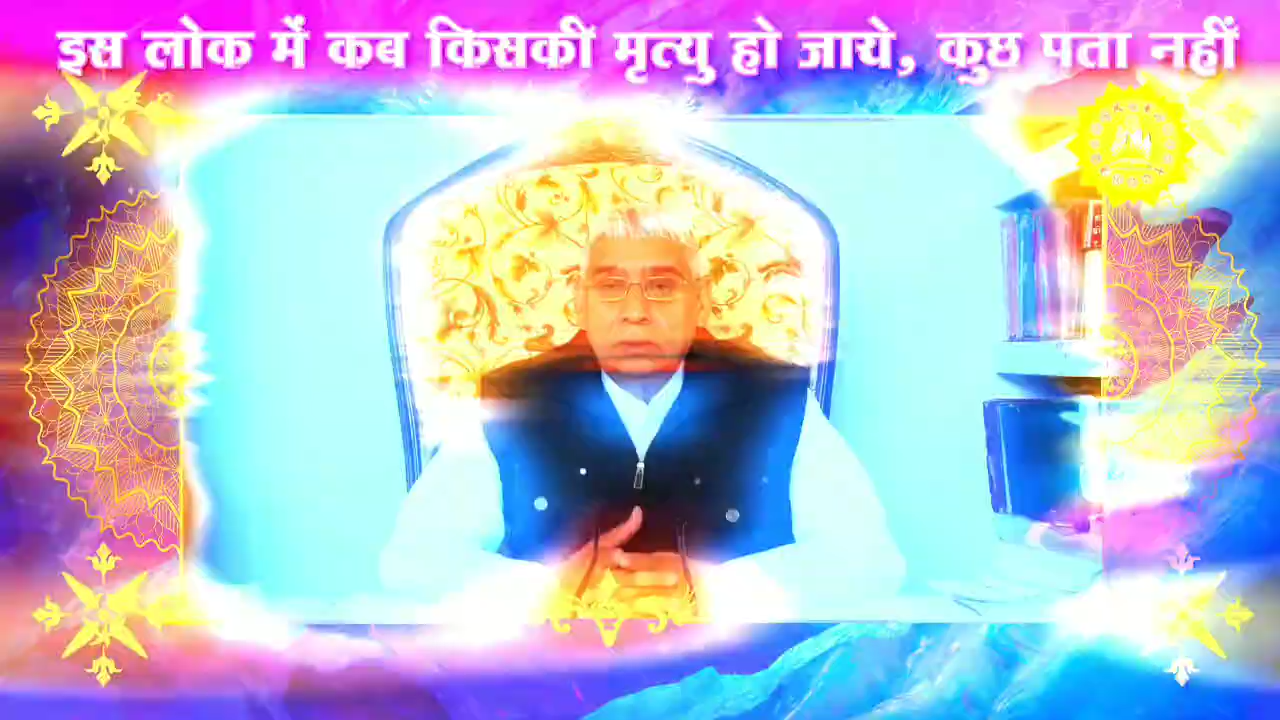 इस लोक में कब किसकी मृत्यु हो जाये, कुछ पता नहीं